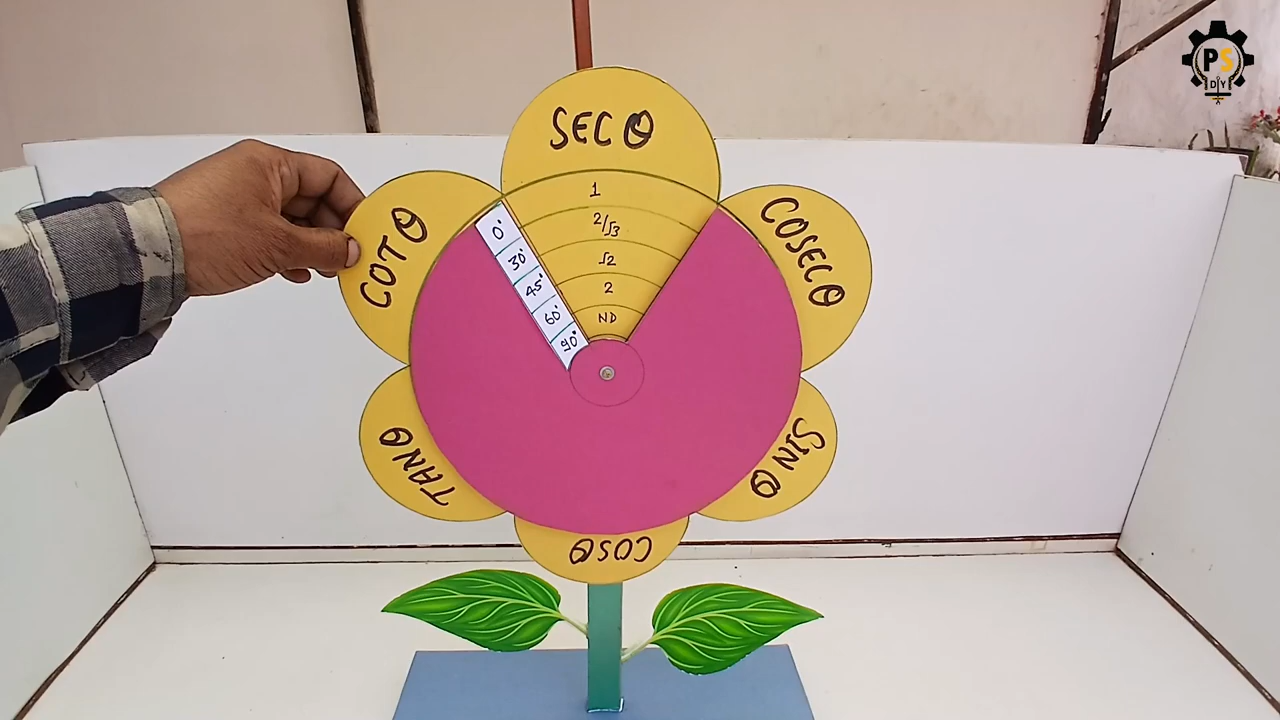 PS
DIY
SEC θ
COSEC θ
COT θ
1
0°
2/√3
30°
√2
45°
2
60°
ND
90°
TAN θ
SIN θ
COS θ